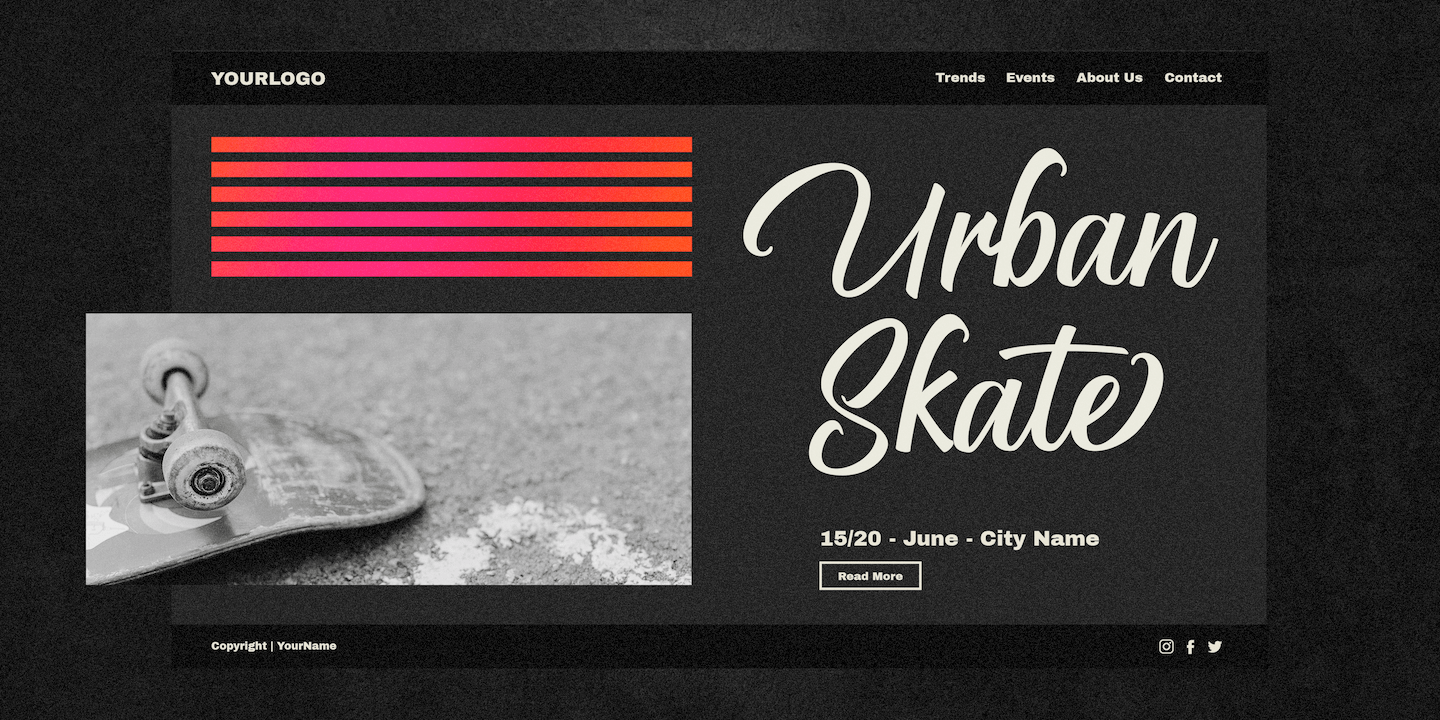 YOURLOGO
Trends Events About Us Contact
Urban
Skate
15/20 - June - City Name
Read More
Copyright | YourName